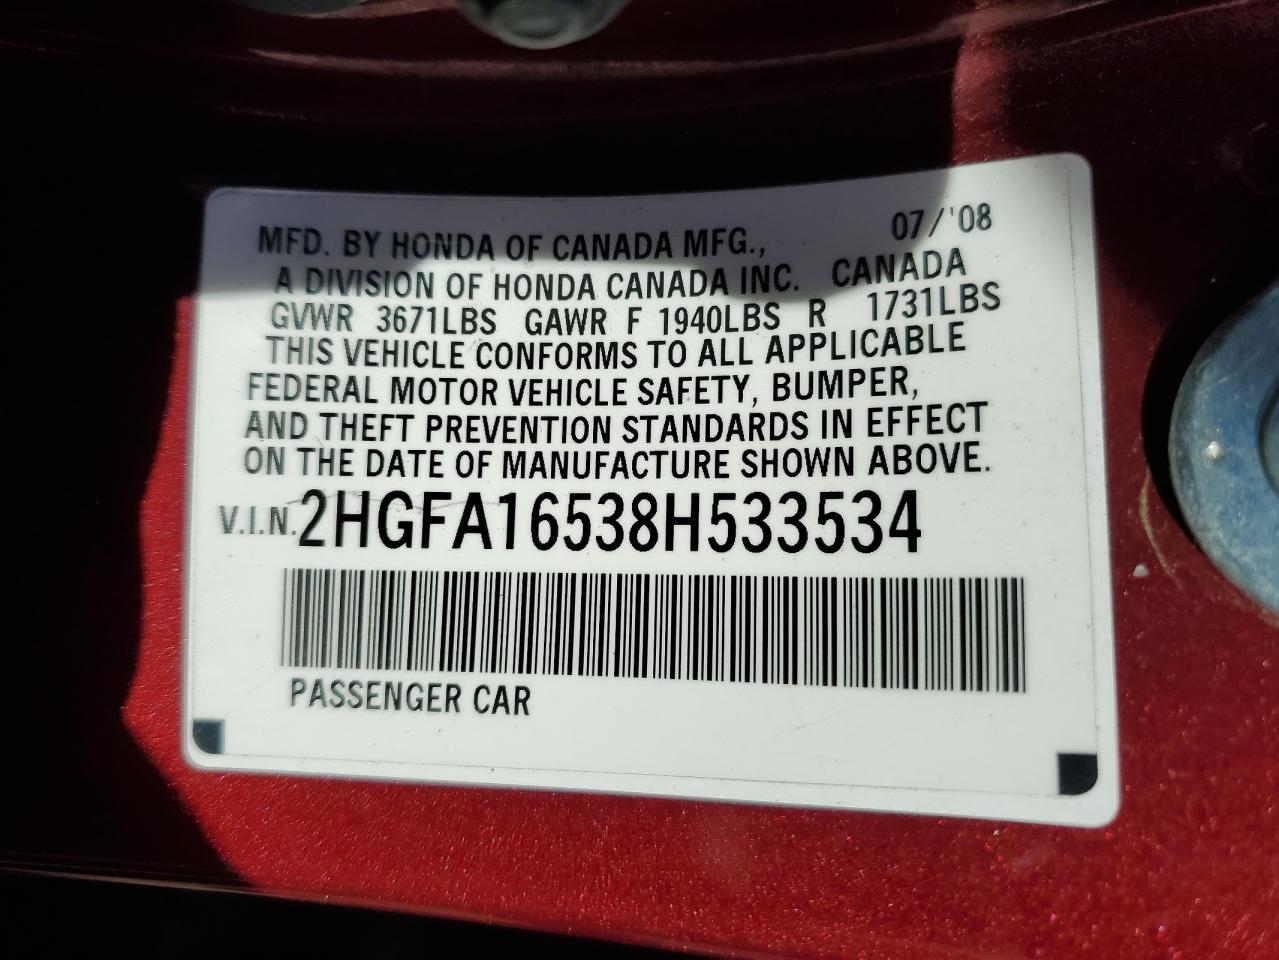 MFD. BY HONDA OF CANADA MFG., 07/'08
A DIVISION OF HONDA CANADA INC. CANADA
GVWR 3671LBS GAWR F 1940LBS R 1731LBS
THIS VEHICLE CONFORMS TO ALL APPLICABLE
FEDERAL MOTOR VEHICLE SAFETY, BUMPER,
AND THEFT PREVENTION STANDARDS IN EFFECT
ON THE DATE OF MANUFACTURE SHOWN ABOVE.
V.I.N. 2HGFA16538H533534
PASSENGER CAR